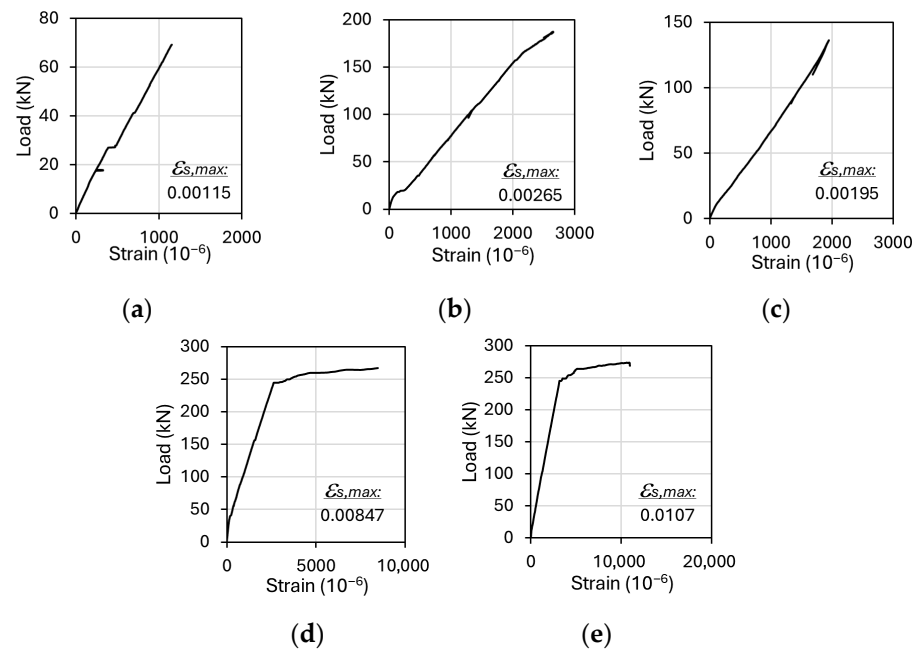 80
60
40
20
0
Load (kN)
εs,max:
0.00115
0 1000 2000
Strain (10⁻⁶)
(a)
200
150
100
50
0
Load (kN)
εs,max:
0.00265
0 1000 2000 3000
Strain (10⁻⁶)
(b)
150
100
50
0
Load (kN)
εs,max:
0.00195
0 1000 2000 3000
Strain (10⁻⁶)
(c)
300
250
200
150
100
50
0
Load (kN)
εs,max:
0.00847
0 5000 10,000
Strain (10⁻⁶)
(d)
300
250
200
150
100
50
0
Load (kN)
εs,max:
0.0107
0 10,000 20,000
Strain (10⁻⁶)
(e)